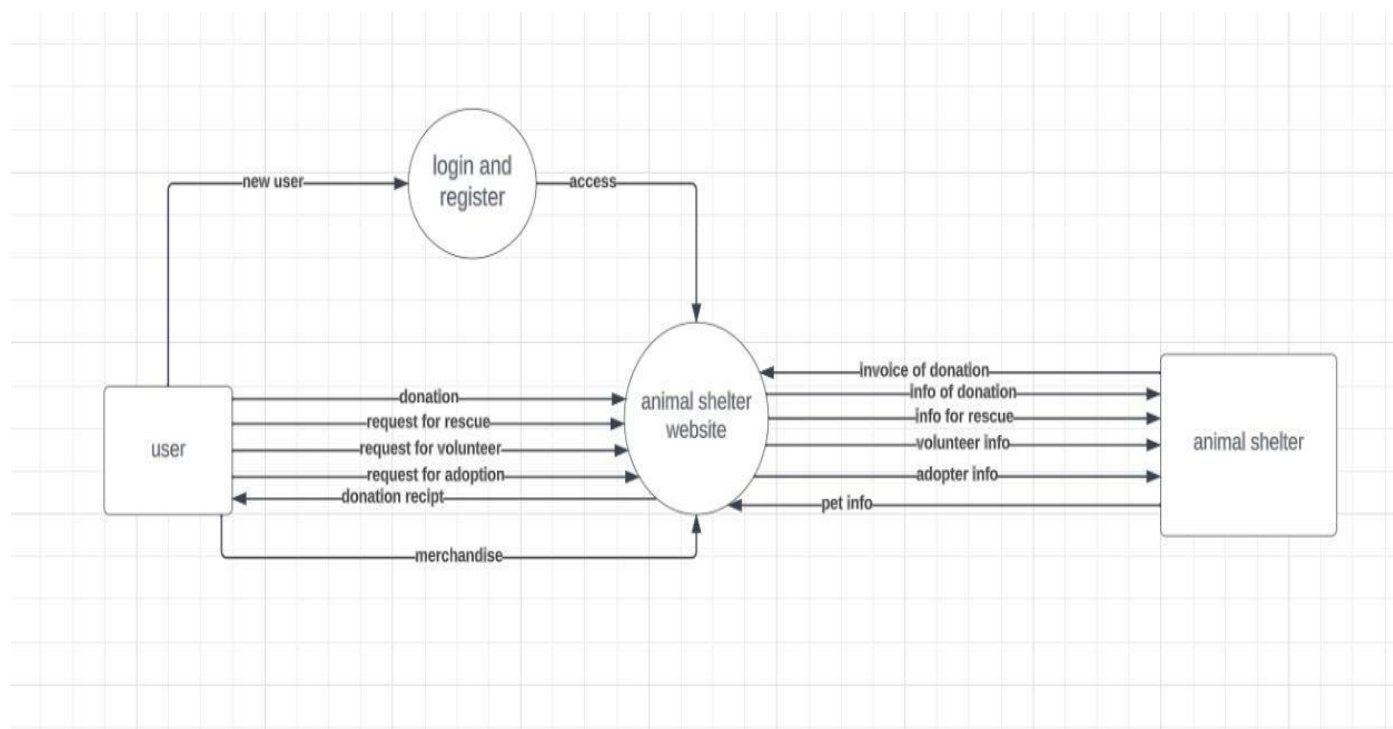 login and
register
new user
access
invoice of donation
donation
info of donation
animal shelter
website
request for rescue
info for rescue
user
request for volunteer
volunteer info
animal shelter
request for adoption
adopter info
donation recipt
pet info
merchandise